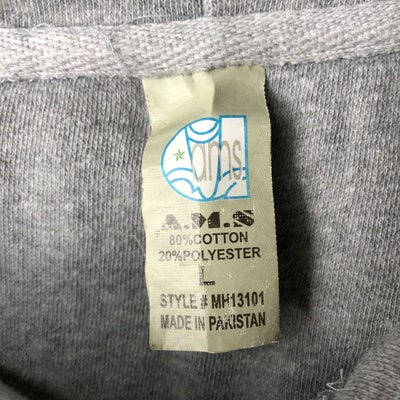 ams.
A.M.S
80%COTTON
20%POLYESTER
L
STYLE # MH13101
MADE IN PAKISTAN